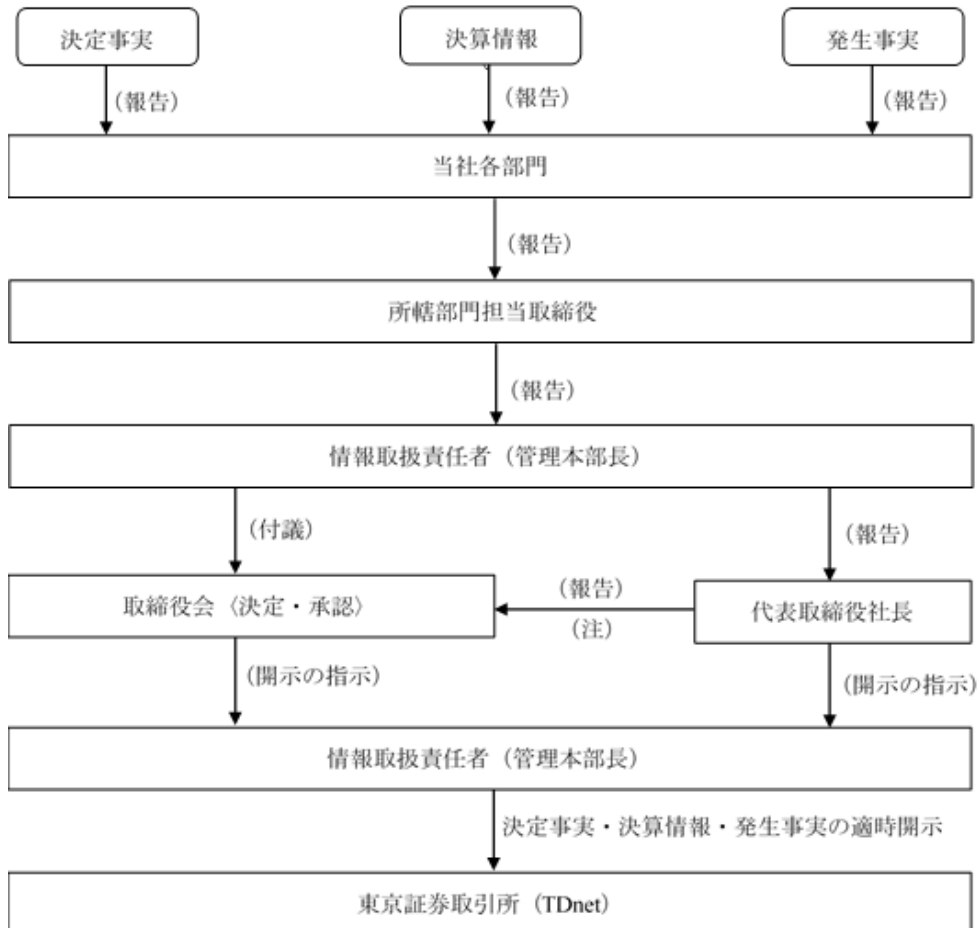 決定事実
決算情報
発生事実
（報告）
（報告）
（報告）
当社各部門
（報告）
所轄部門担当取締役
（報告）
情報取扱責任者（管理本部長）
（付議）
（報告）
取締役会〈決定・承認〉
（報告）
（注）
代表取締役社長
（開示の指示）
（開示の指示）
情報取扱責任者（管理本部長）
決定事実・決算情報・発生事実の適時開示
東京証券取引所（TDnet）